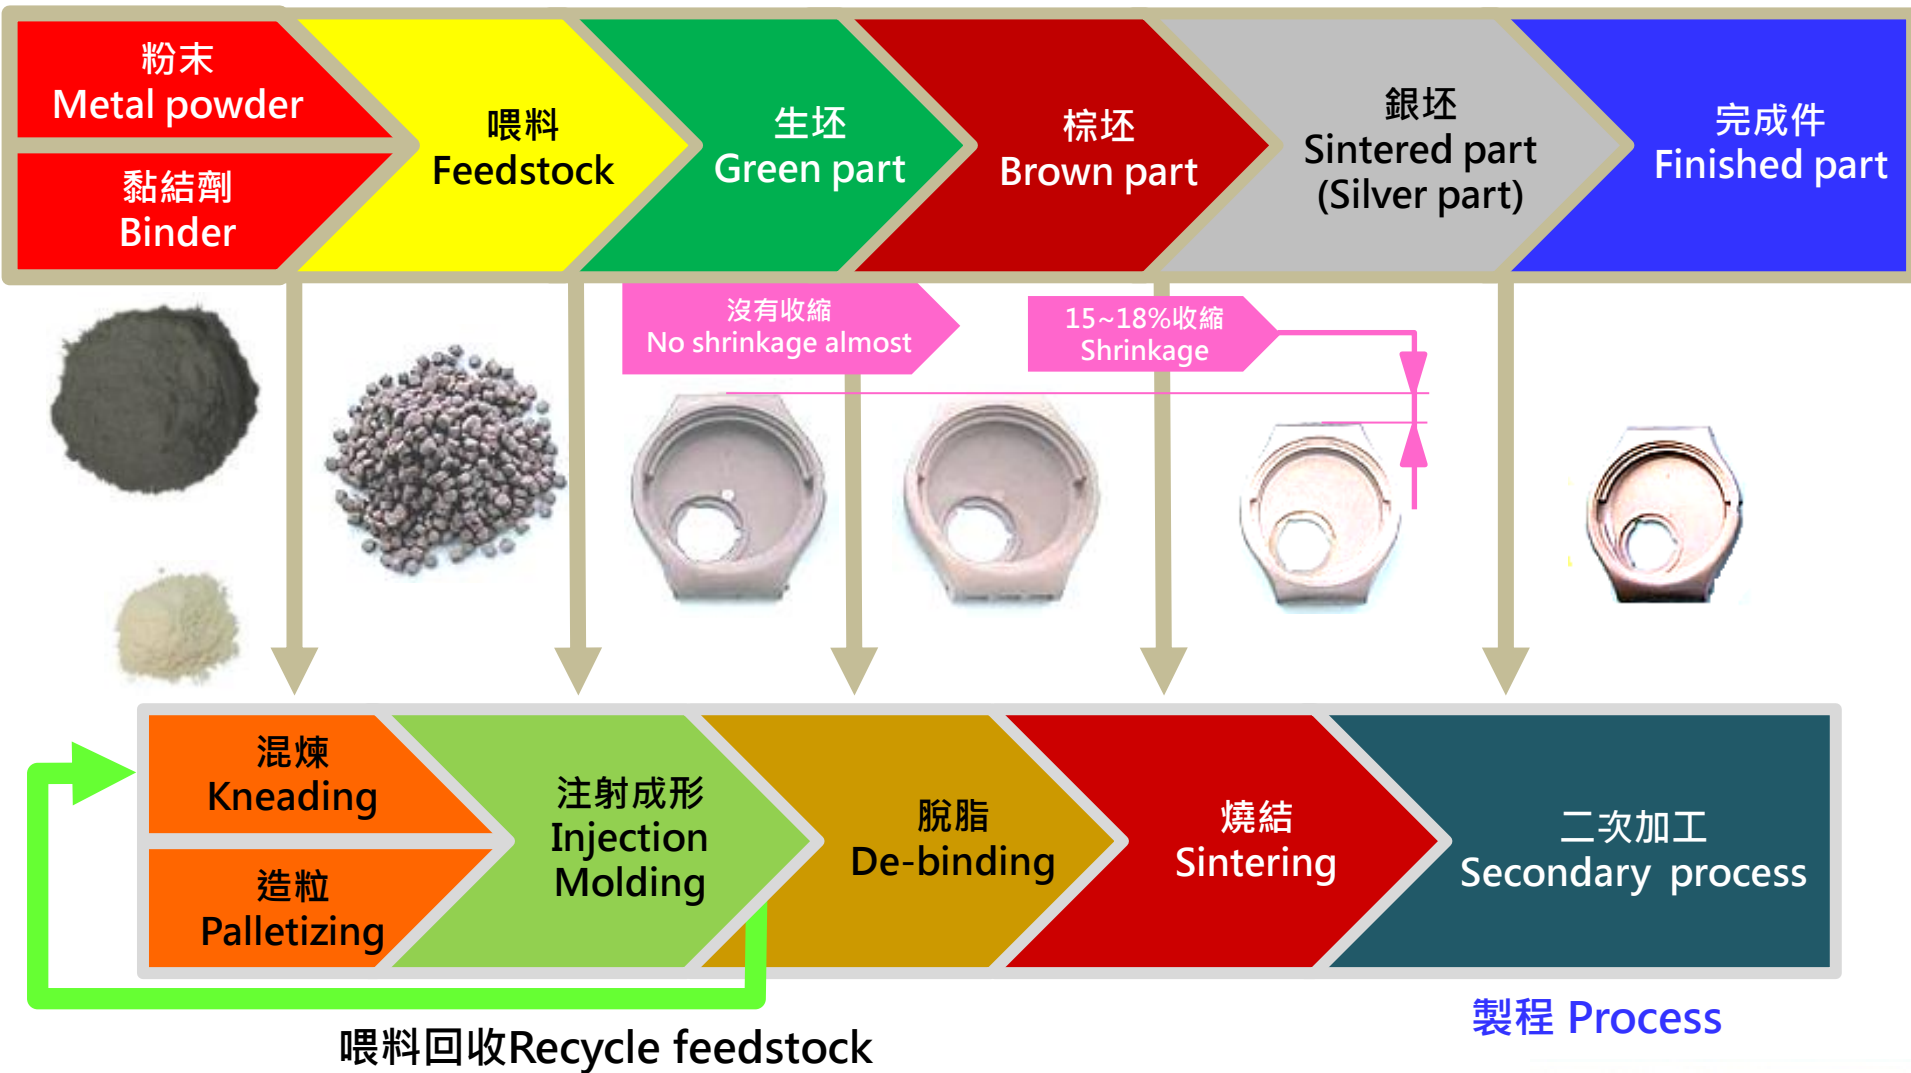 粉末
Metal powder
黏結劑
Binder
喂料
Feedstock
生坯
Green part
棕坯
Brown part
銀坯
Sintered part
(Silver part)
完成件
Finished part
沒有收縮
No shrinkage almost
15~18%收縮
Shrinkage
混煉
Kneading
造粒
Palletizing
注射成形
Injection
Molding
脫脂
De-binding
燒結
Sintering
二次加工
Secondary process
製程 Process
喂料回收Recycle feedstock